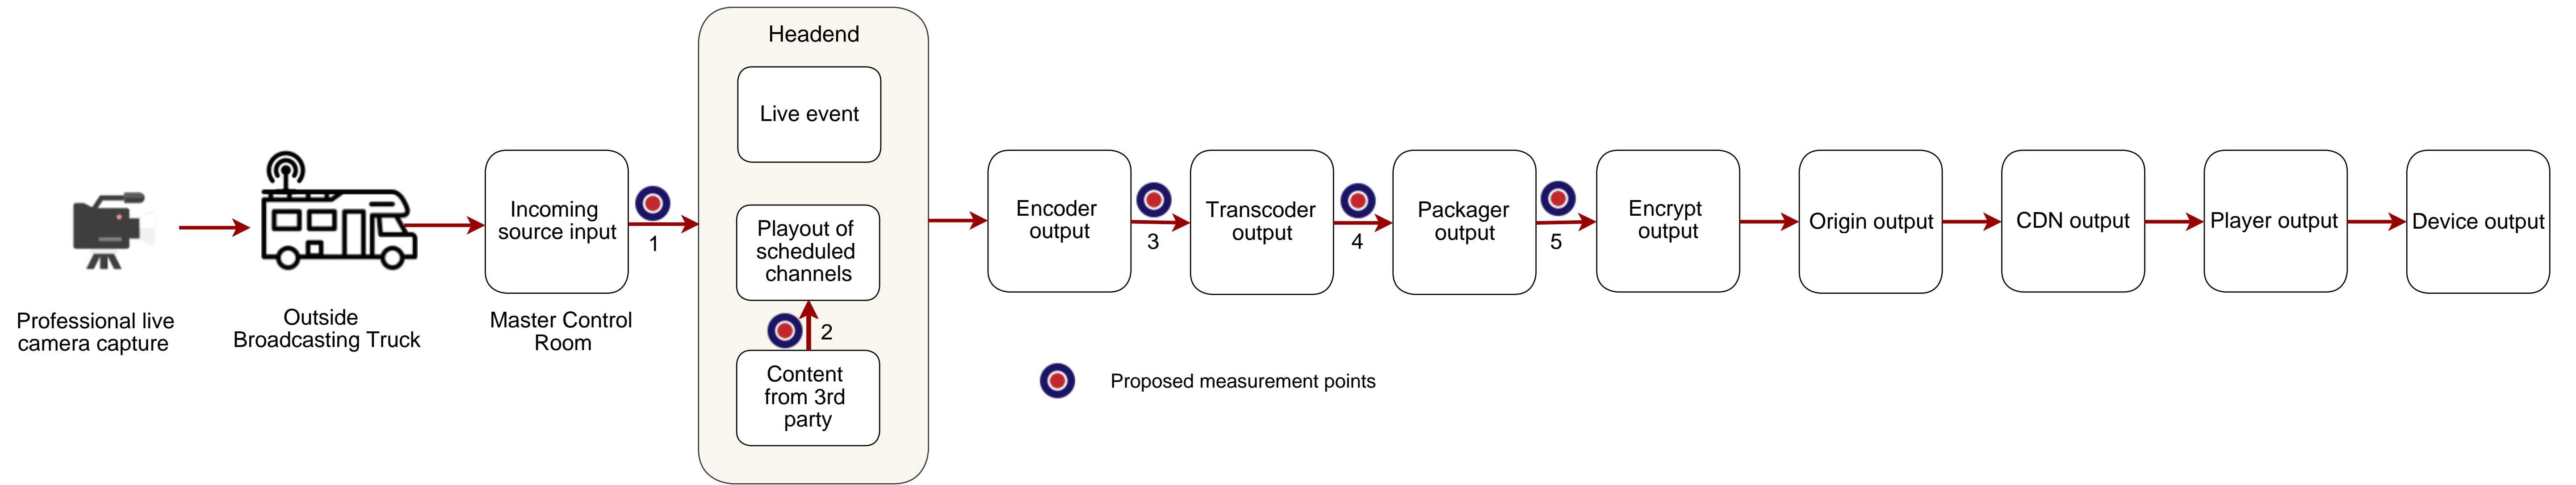 Professional live
camera capture
Outside
Broadcasting Truck
Incoming
source input
Master Control
Room
1
Headend
Live event
Playout of
scheduled
channels
2
Content
from 3rd
party
Encoder
output
3
Transcoder
output
4
Packager
output
5
Encrypt
output
Origin output
CDN output
Player output
Device output
Proposed measurement points